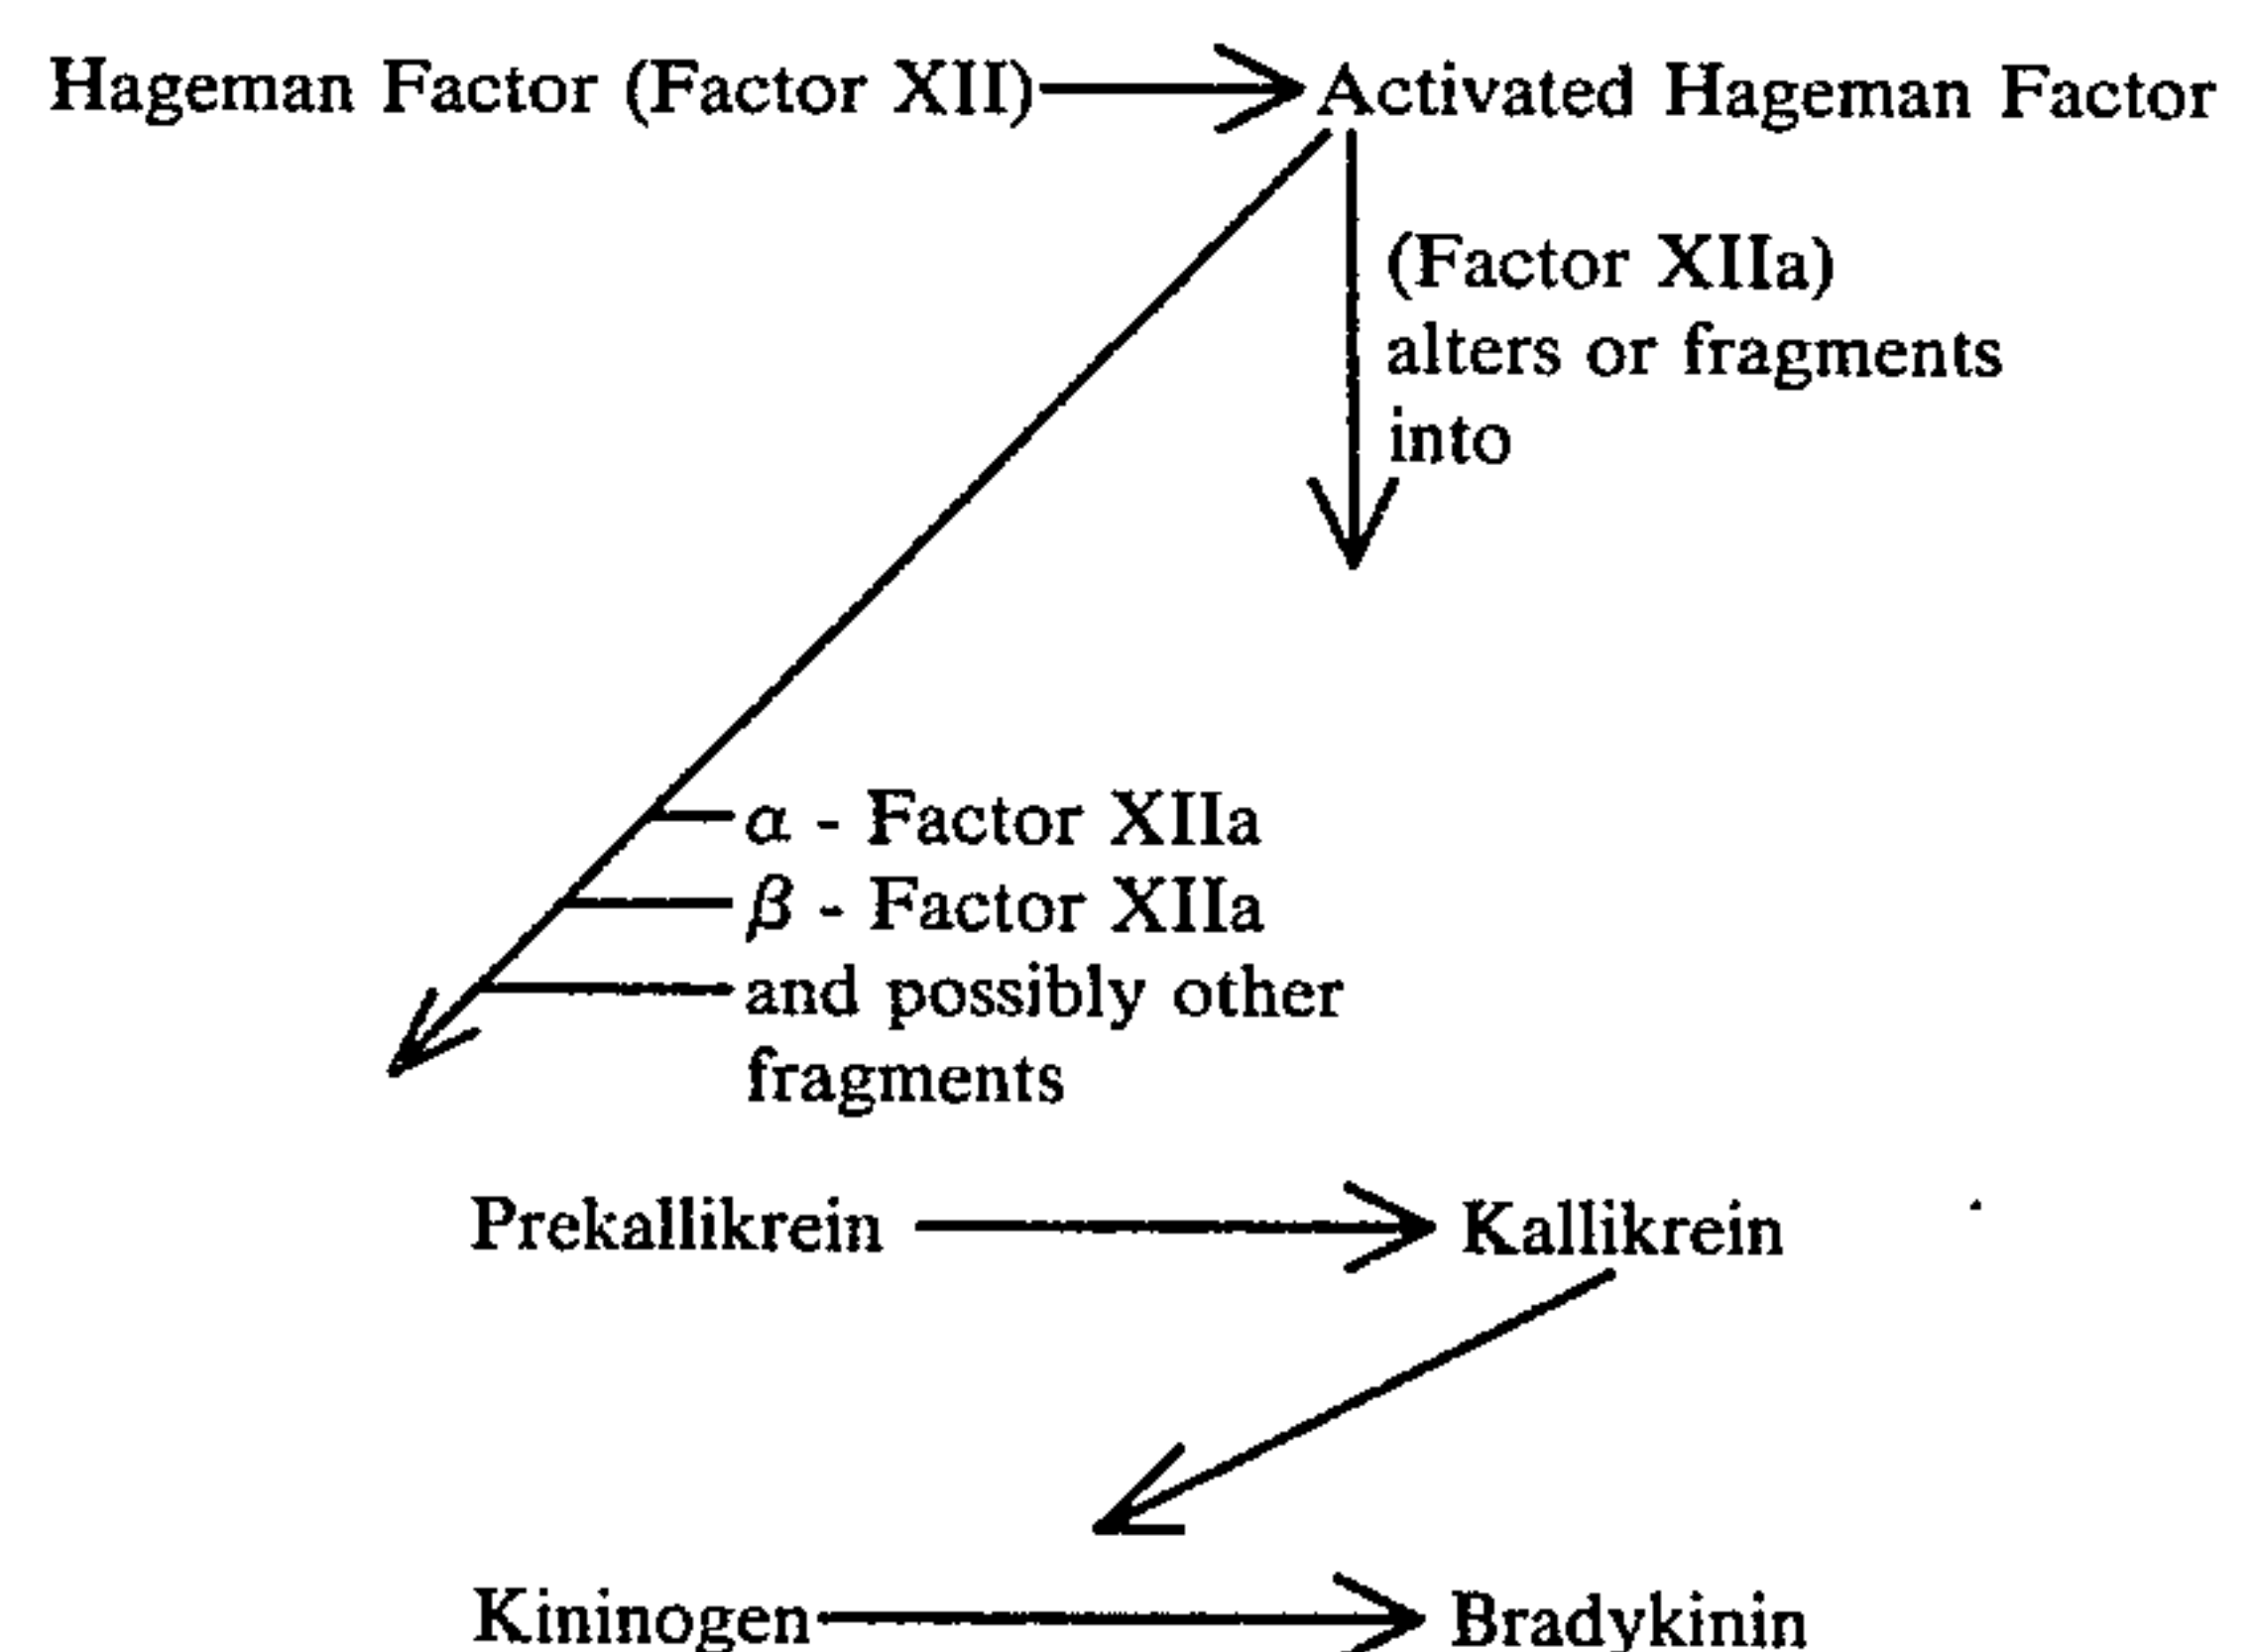 Hageman Factor (Factor XII) Activated Hageman Factor
(Factor XIIa)
alters or fragments
into
α - Factor XIIa
β - Factor XIIa
and possibly other
fragments
Prekallikrein Kallikrein
Kininogen Bradykinin